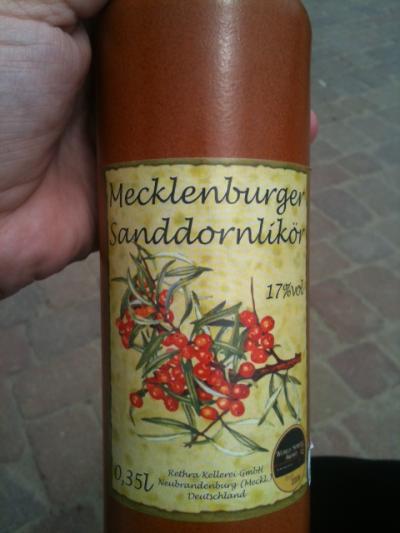 Mecklenburger
Sanddornlikör
17%vol
0,35l
Rethra Kellerei GmbH
Neubrandenburg (Meckl.)
Deutschland